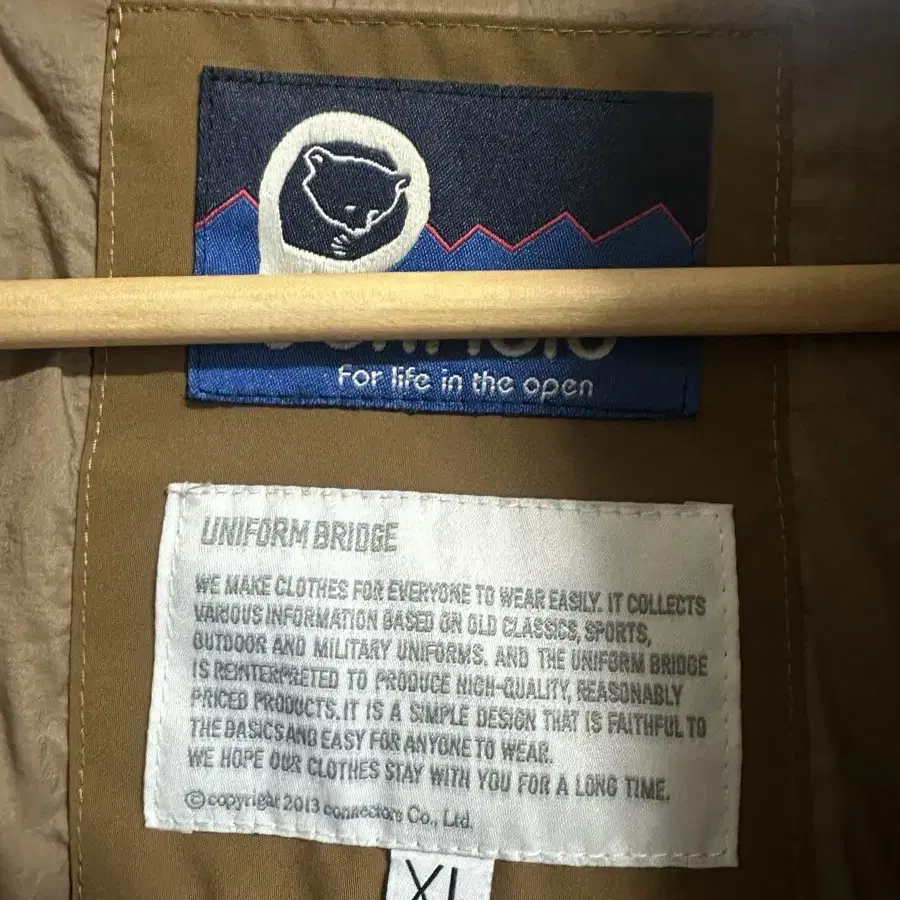 For life in the open
UNIFORM BRIDGE
WE MAKE CLOTHES FOR EVERYONE TO WEAR EASILY. IT COLLECTS
VARIOUS INFORMATION BASED ON OLD CLASSICS, SPORTS,
OUTDOOR AND MILITARY UNIFORMS. AND THE UNIFORM BRIDGE
IS REINTERPRETED TO PRODUCE HIGH-QUALITY, REASONABLY
PRICED PRODUCTS. IT IS A SIMPLE DESIGN THAT IS FAITHFUL TO
THE BASICS AND EASY FOR ANYONE TO WEAR.
WE HOPE OUR CLOTHES STAY WITH YOU FOR A LONG TIME.
©copyright 2013 connectors Co., Ltd.
XL